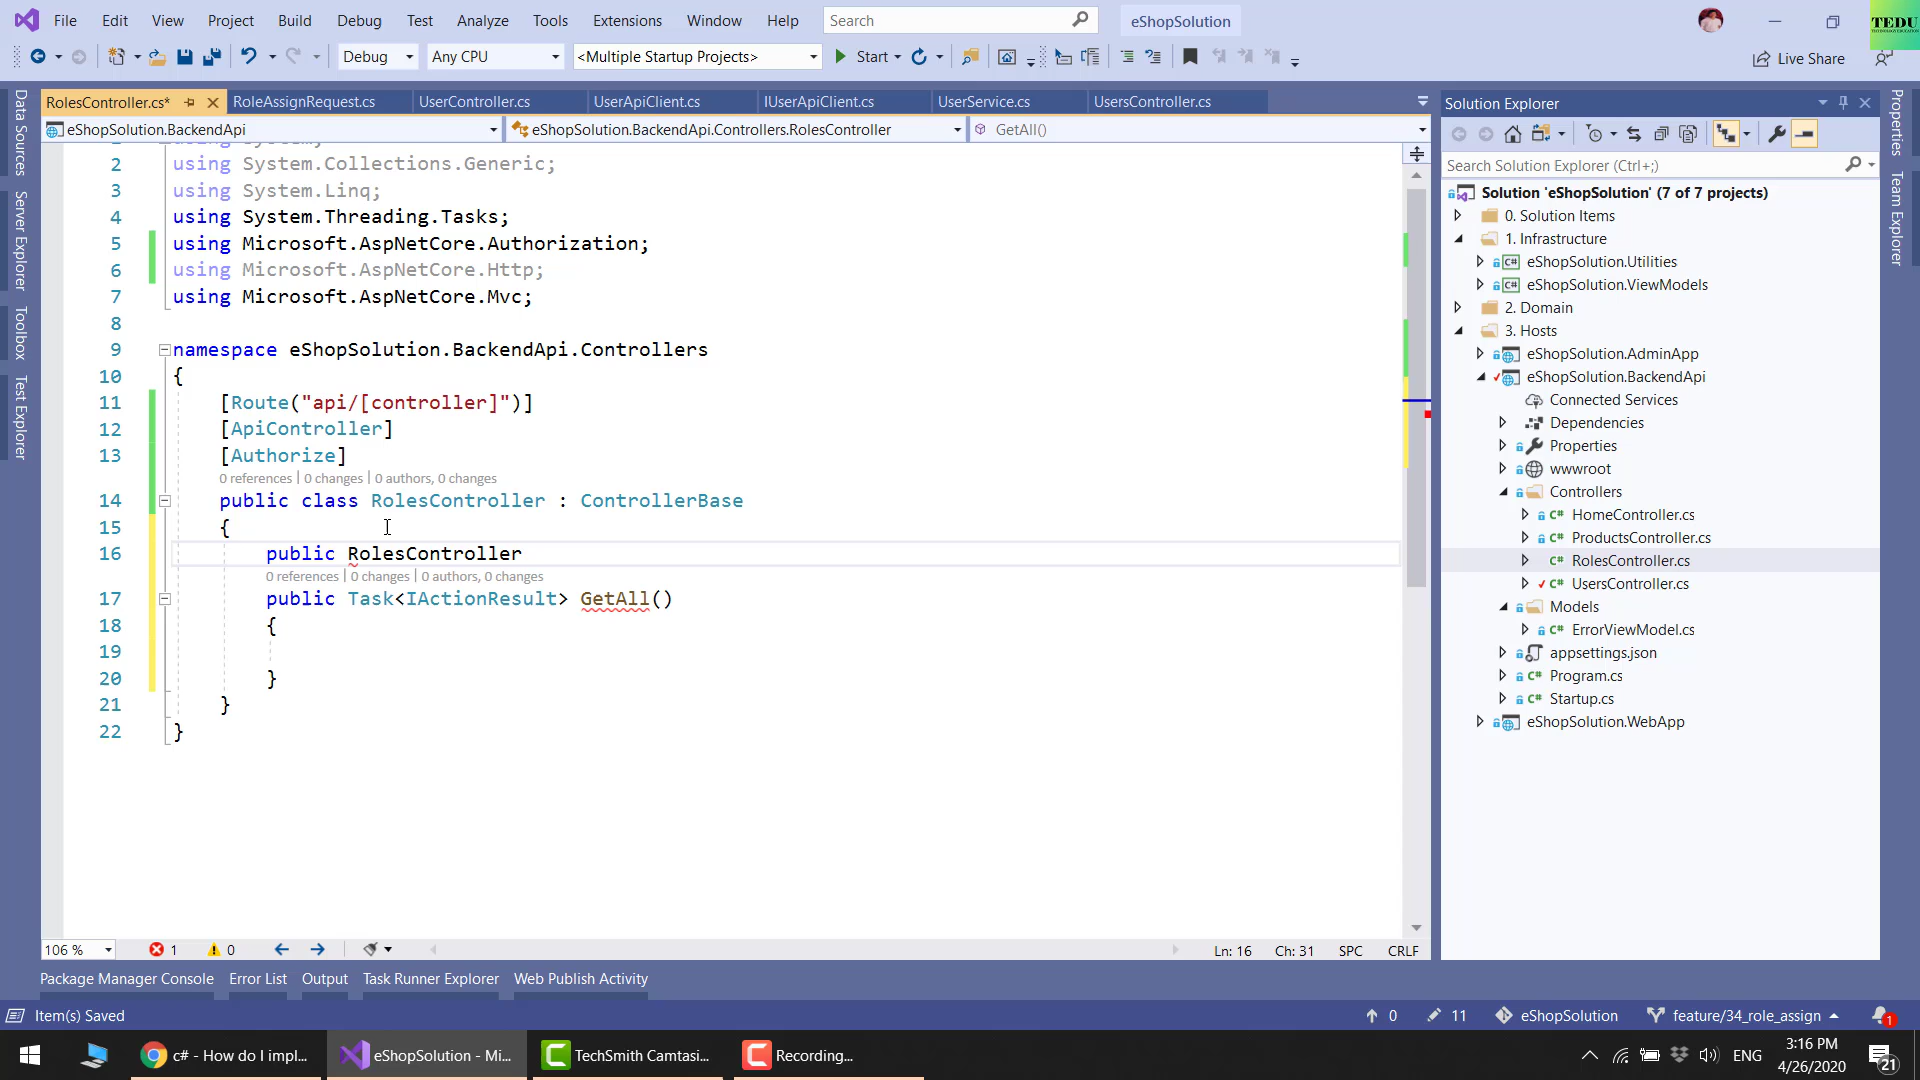 File Edit View Project Build Debug Test Analyze Tools Extensions Window Help Search eShopSolution TEDU
Debug Any CPU <Multiple Startup Projects> Start Live Share
RolesController.cs* RoleAssignRequest.cs UserController.cs UserApiClient.cs IUserApiClient.cs UserService.cs UsersController.cs
eShopSolution.BackendApi eShopSolution.BackendApi.Controllers.RolesController GetAll()
Data Sources
Server Explorer
Toolbox
Test Explorer
2 using System.Collections.Generic;
3 using System.Linq;
4 using System.Threading.Tasks;
5 using Microsoft.AspNetCore.Authorization;
6 using Microsoft.AspNetCore.Http;
7 using Microsoft.AspNetCore.Mvc;
8
9 namespace eShopSolution.BackendApi.Controllers
10 {
11 [Route("api/[controller]")]
12 [ApiController]
13 [Authorize]
0 references | 0 changes | 0 authors, 0 changes
14 public class RolesController : ControllerBase
15 {
16 public RolesController
0 references | 0 changes | 0 authors, 0 changes
17 public Task<IActionResult> GetAll()
18 {
19
20 }
21 }
22 }
106 % 1 0 Ln: 16 Ch: 31 SPC CRLF
Solution Explorer
Search Solution Explorer (Ctrl+;)
Solution 'eShopSolution' (7 of 7 projects)
0. Solution Items
1. Infrastructure
eShopSolution.Utilities
eShopSolution.ViewModels
2. Domain
3. Hosts
eShopSolution.AdminApp
eShopSolution.BackendApi
Connected Services
Dependencies
Properties
wwwroot
Controllers
HomeController.cs
ProductsController.cs
RolesController.cs
UsersController.cs
Models
ErrorViewModel.cs
appsettings.json
Program.cs
Startup.cs
eShopSolution.WebApp
Properties
Team Explorer
Package Manager Console Error List Output Task Runner Explorer Web Publish Activity
Item(s) Saved 0 11 eShopSolution feature/34_role_assign 1
c# - How do I impl... eShopSolution - Mi... TechSmith Camtasi... Recording... ENG 3:16 PM
4/26/2020 21